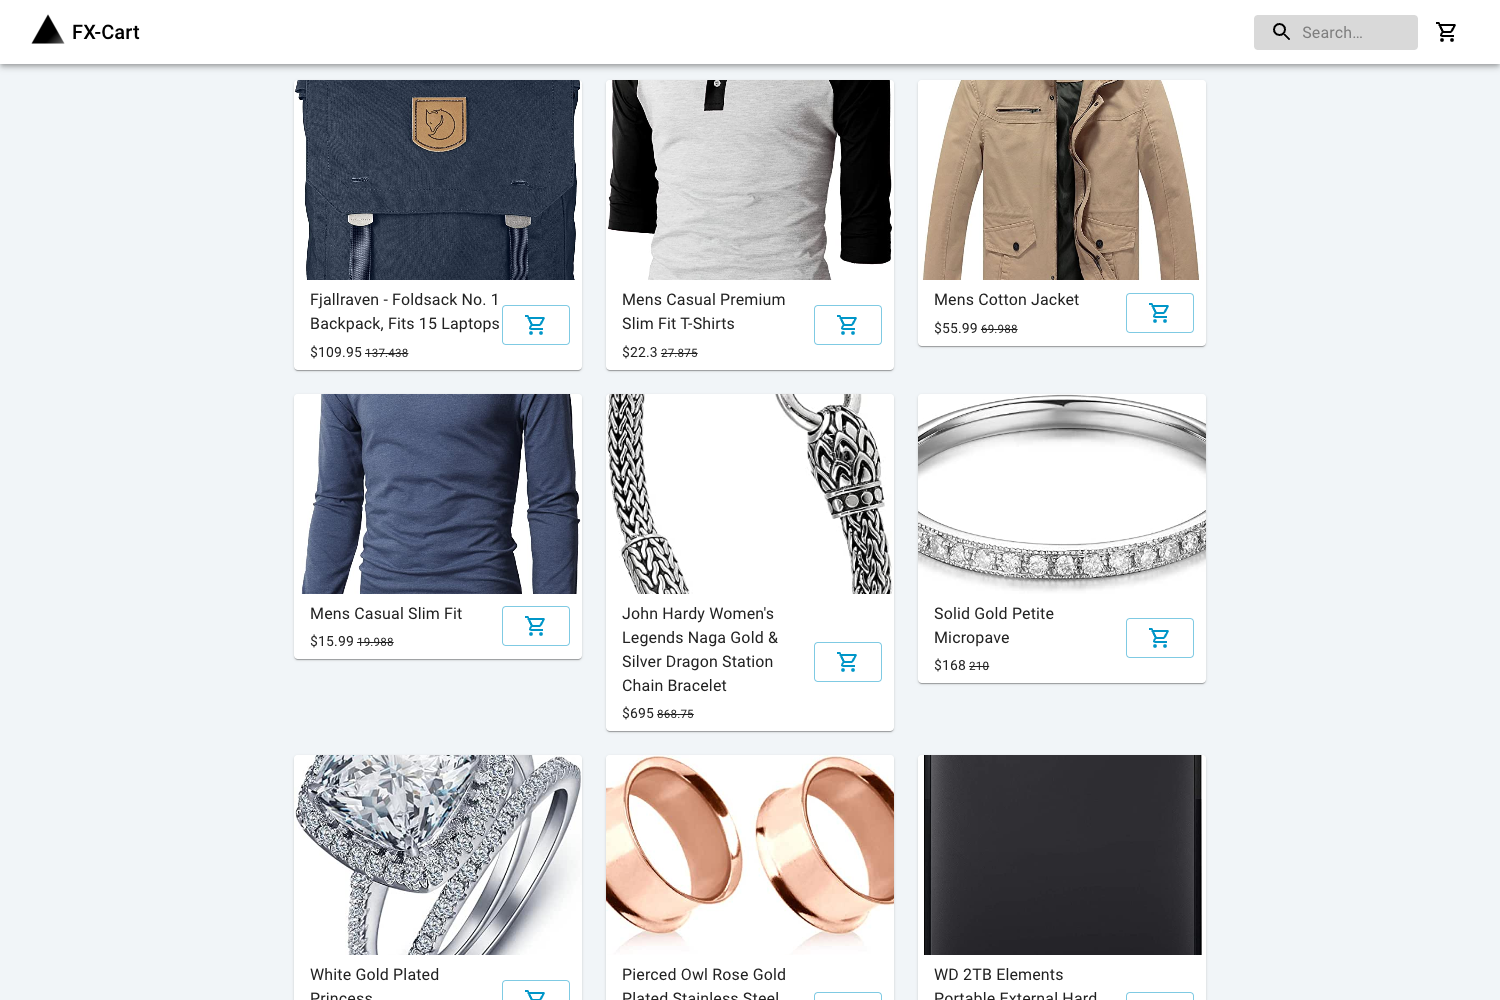 FX-Cart
Search...
Fjallraven - Foldsack No. 1
Backpack, Fits 15 Laptops
$109.95 137.438
Mens Casual Premium
Slim Fit T-Shirts
$22.3 27.875
Mens Cotton Jacket
$55.99 69.988
Mens Casual Slim Fit
$15.99 19.988
John Hardy Women's
Legends Naga Gold &
Silver Dragon Station
Chain Bracelet
$695 868.75
Solid Gold Petite
Micropave
$168 210
White Gold Plated
Princess
Pierced Owl Rose Gold
Plated Stainless Steel
WD 2TB Elements
Portable External Hard